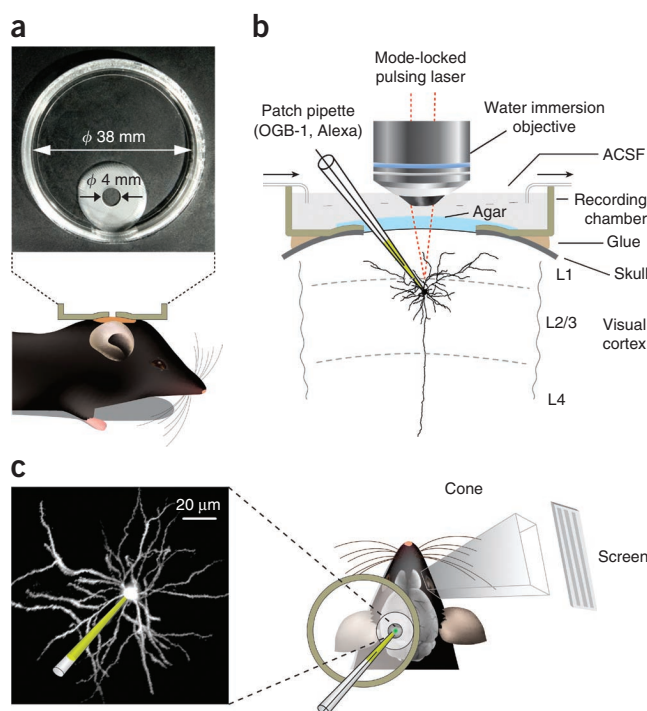 a
ϕ 38 mm
ϕ 4 mm
b
Mode-locked
pulsing laser
Patch pipette
(OGB-1, Alexa)
Water immersion
objective
ACSF
Agar
Recording
chamber
Glue
Skull
L1
L2/3
Visual
cortex
L4
c
20 μm
Cone
Screen